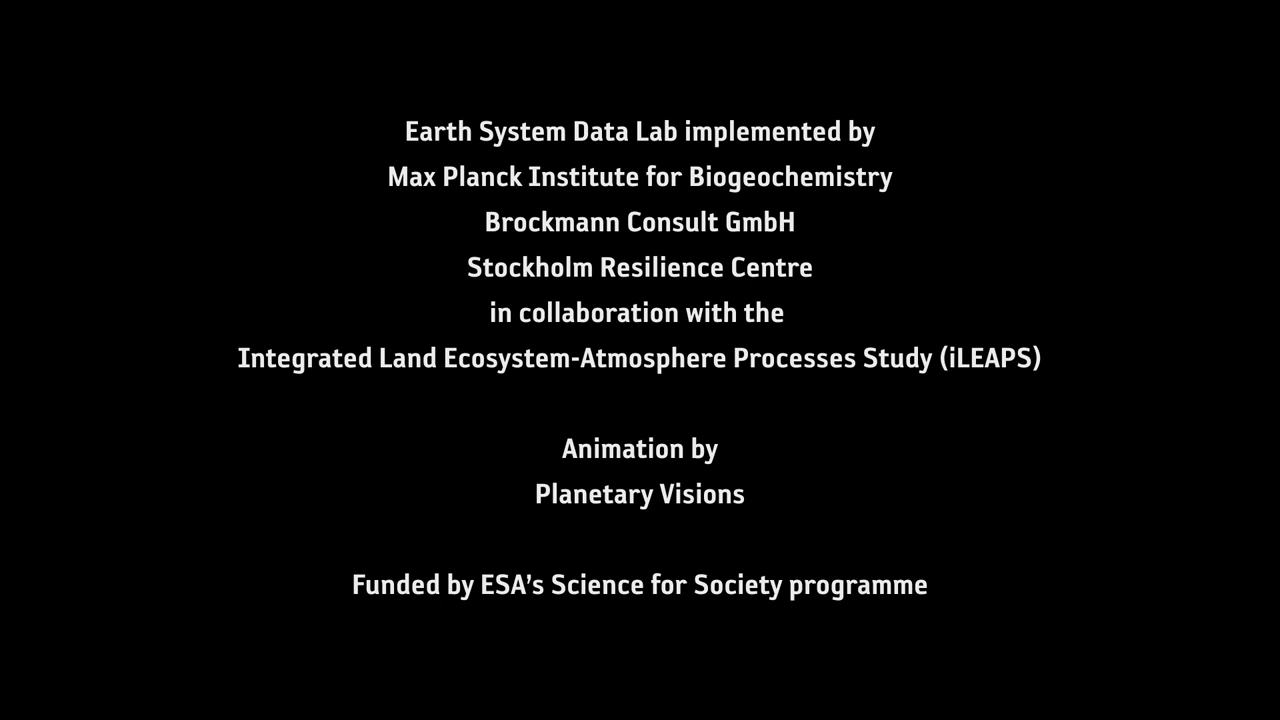 Earth System Data Lab implemented by
Max Planck Institute for Biogeochemistry
Brockmann Consult GmbH
Stockholm Resilience Centre
in collaboration with the
Integrated Land Ecosystem-Atmosphere Processes Study (iLEAPS)
Animation by
Planetary Visions
Funded by ESA’s Science for Society programme